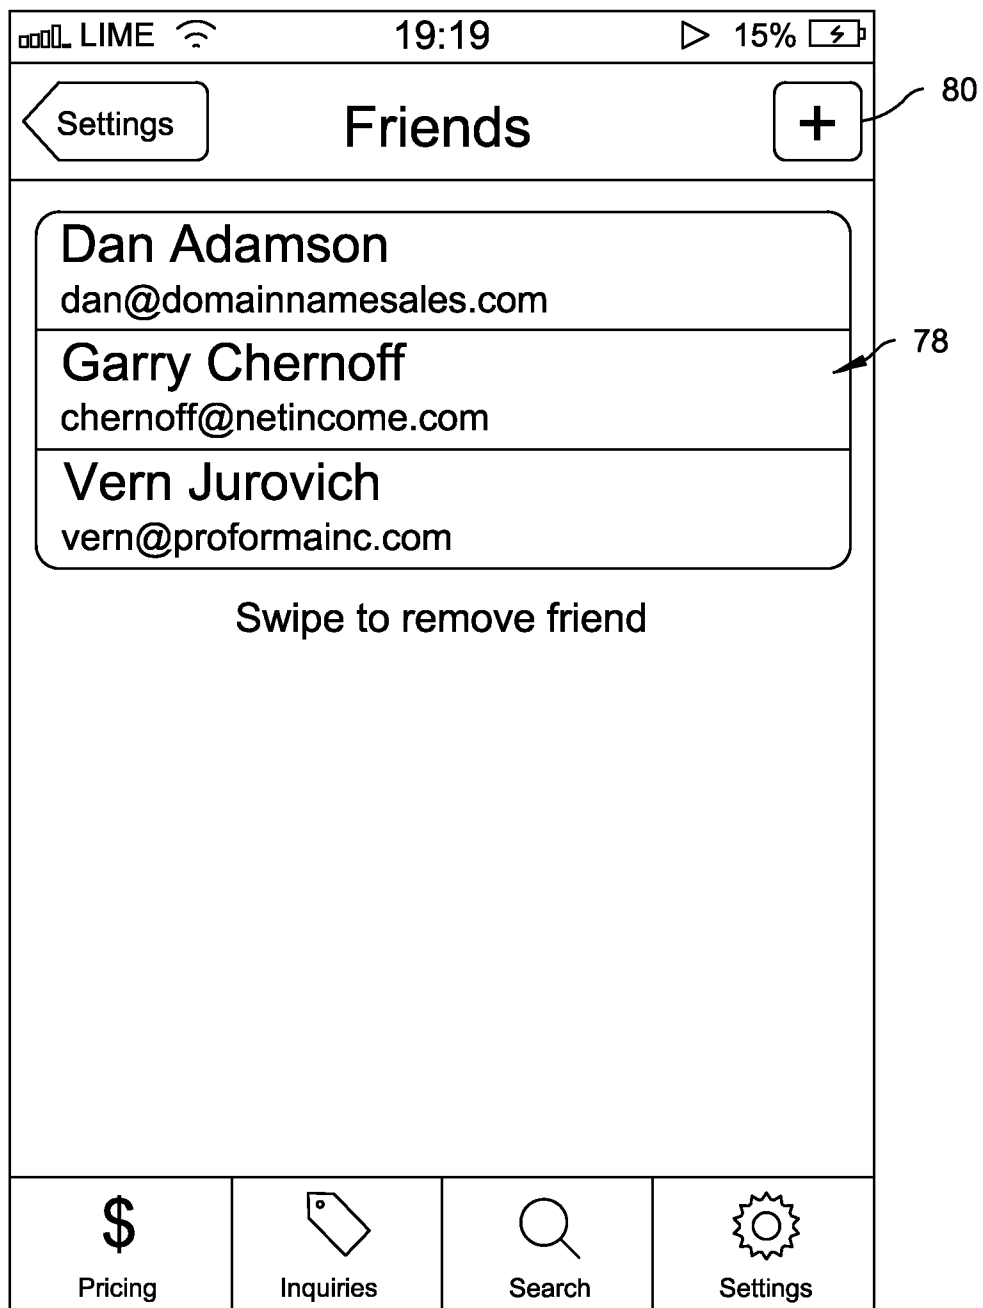 LIME 19:19 15%
Settings Friends + 80
Dan Adamson
dan@domainnamesales.com
78
Garry Chernoff
chernoff@netincome.com
Vern Jurovich
vern@proformainc.com
Swipe to remove friend
$
Pricing Inquiries Search Settings